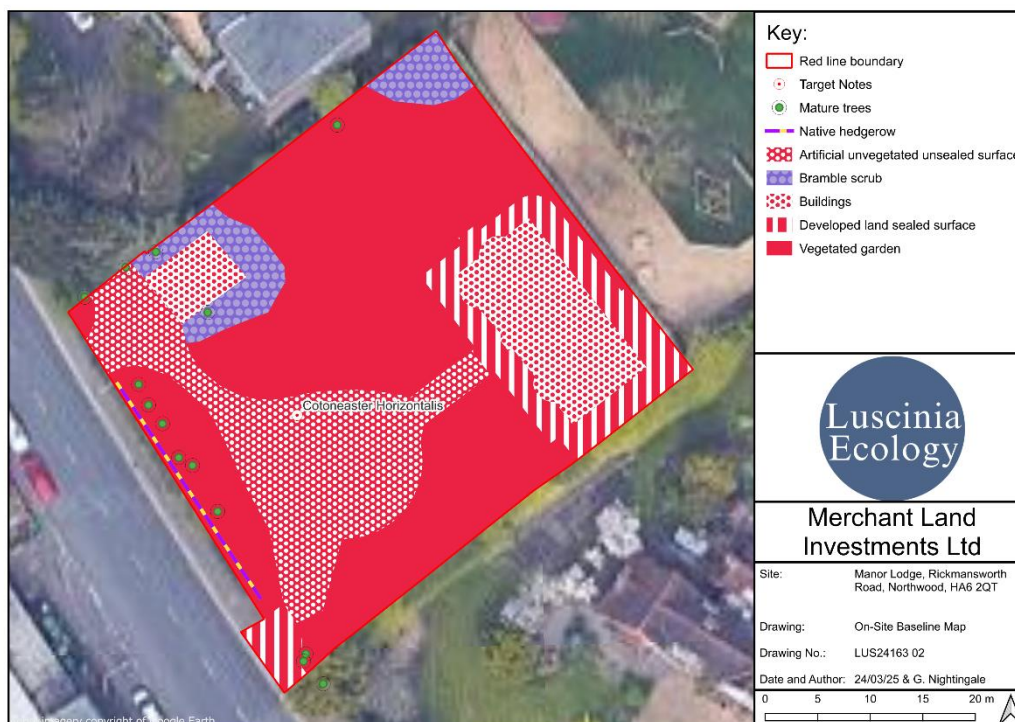 Key:
Red line boundary
Target Notes
Mature trees
Native hedgerow
Artificial unvegetated unsealed surface
Bramble scrub
Buildings
Developed land sealed surface
Vegetated garden
Cotoneaster Horizontalis
Luscinia
Ecology
Merchant Land
Investments Ltd
Site: Manor Lodge, Rickmansworth
Road, Northwood, HA6 2QT
Drawing: On-Site Baseline Map
Drawing No.: LUS24163 02
Date and Author: 24/03/25 & G. Nightingale
0 5 10 15 20 m
imagery copyright of Google Earth